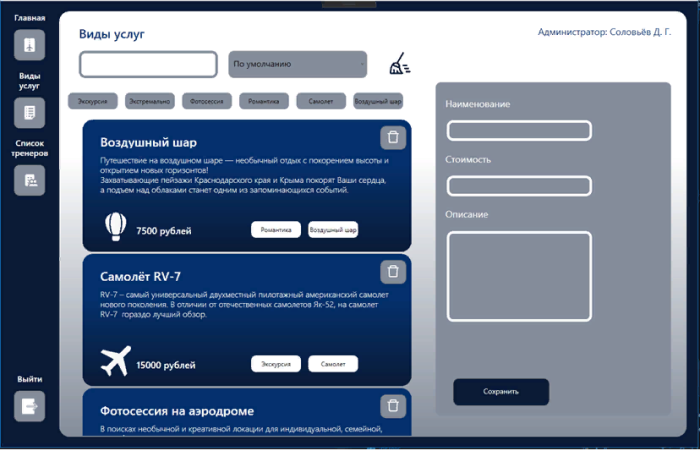 Главная
Виды
услуг
Список
тренеров
Выйти
Виды услуг
Администратор: Соловьёв Д. Г.
По умолчанию
Экскурсия
Экстремально
Фотосессия
Романтика
Самолет
Воздушный шар
Воздушный шар
Путешествие на воздушном шаре — необычный отдых с покорением высоты и
открытием новых горизонтов!
Захватывающие пейзажи Краснодарского края и Крыма покорят Ваши сердца,
а подъем над облаками станет одним из запоминающихся событий.
7500 рублей
Романтика
Воздушный шар
Самолёт RV-7
RV-7 – самый универсальный двухместный пилотажный американский самолет
нового поколения. В отличии от отечественных самолетов Як-52, на самолет
RV-7 гораздо лучший обзор.
15000 рублей
Экскурсия
Самолет
Фотосессия на аэродроме
В поисках необычной и креативной локации для индивидуальной, семейной,
Наименование
Стоимость
Описание
Сохранить